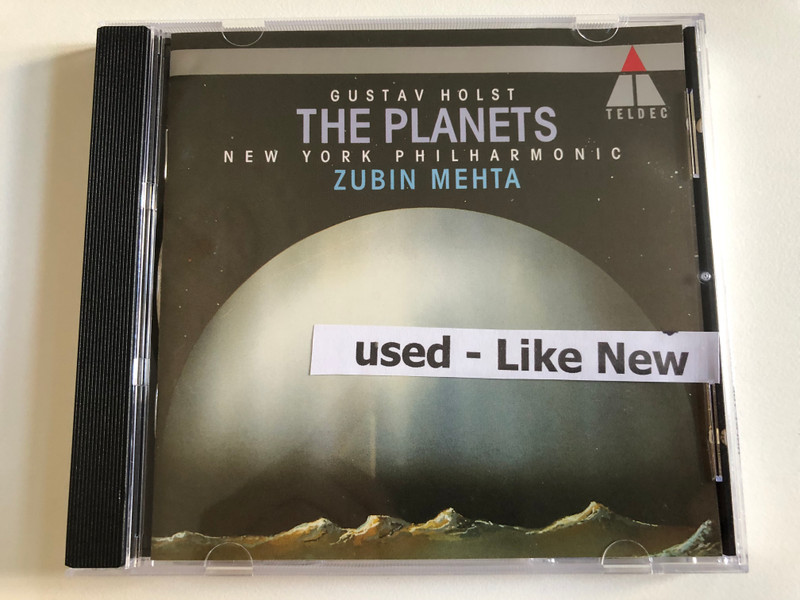 GUSTAV HOLST
THE PLANETS
NEW YORK PHILHARMONIC
ZUBIN MEHTA
TELDEC
used - Like New